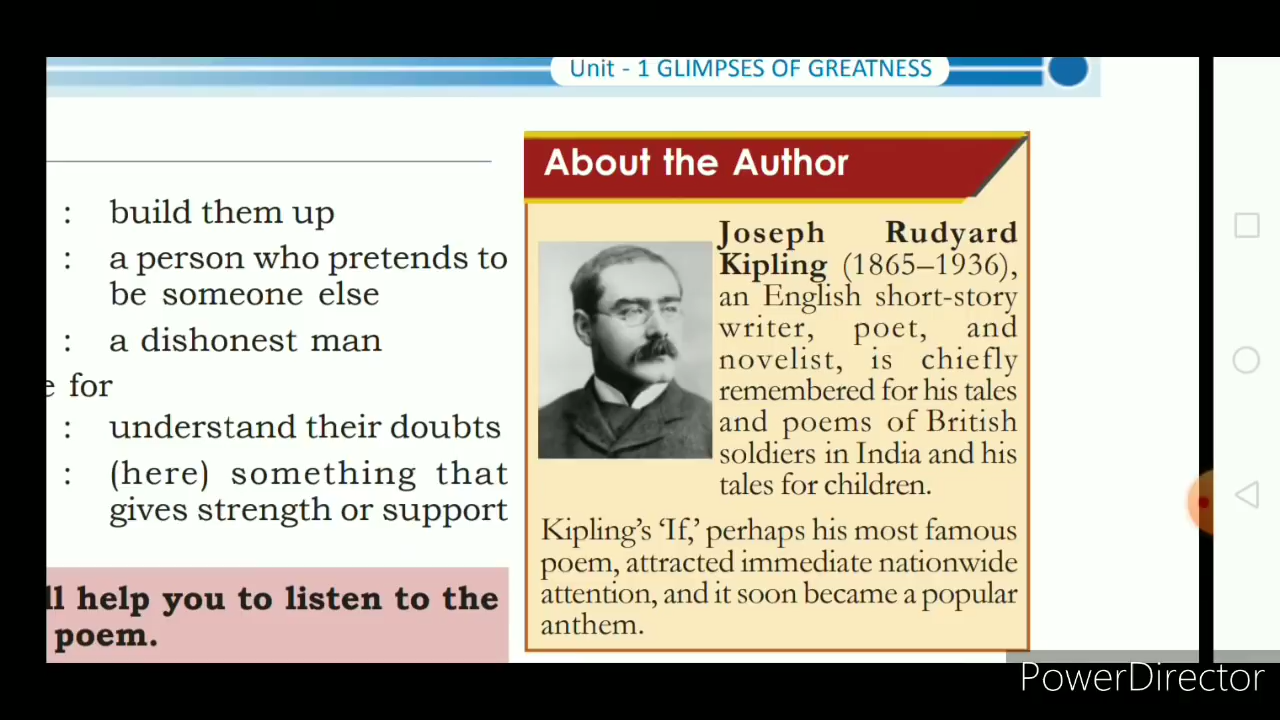 Unit - 1 GLIMPSES OF GREATNESS
: build them up
: a person who pretends to
be someone else
: a dishonest man
for
: understand their doubts
: (here) something that
gives strength or support
help you to listen to the
poem.
About the Author
Joseph Rudyard
Kipling (1865–1936),
an English short-story
writer, poet, and
novelist, is chiefly
remembered for his tales
and poems of British
soldiers in India and his
tales for children.
Kipling's ‘If,’ perhaps his most famous
poem, attracted immediate nationwide
attention, and it soon became a popular
anthem.
PowerDirector